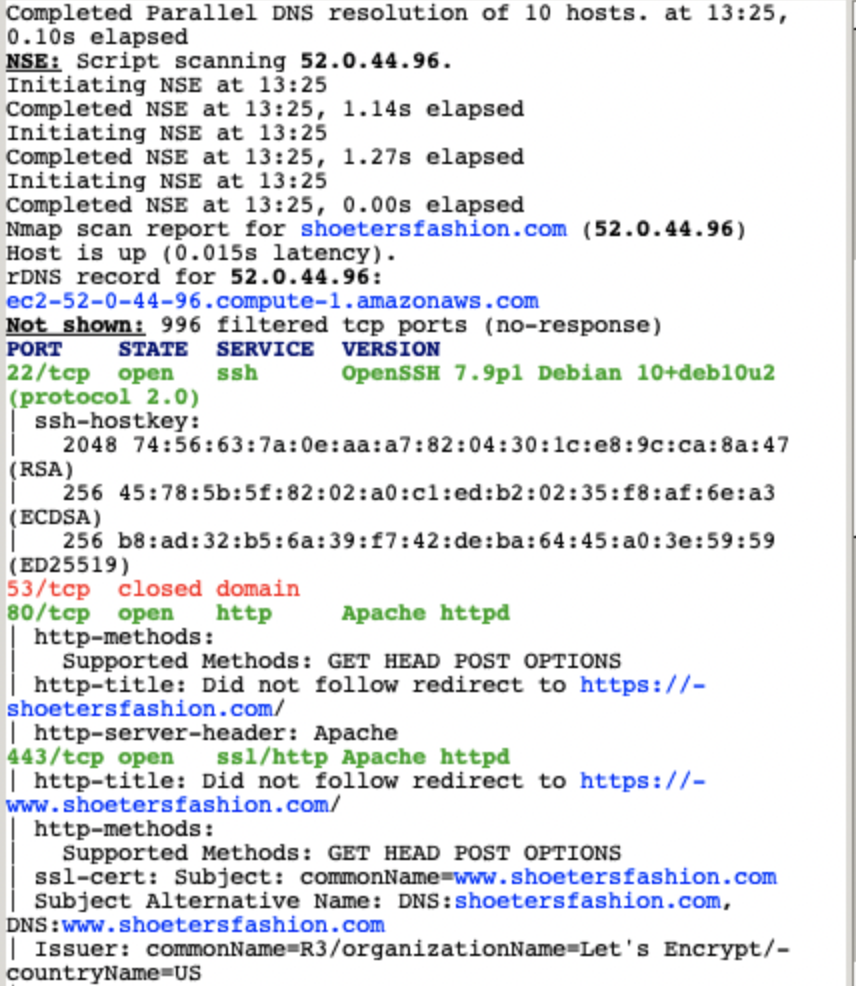 Completed Parallel DNS resolution of 10 hosts. at 13:25,
0.10s elapsed
NSE: Script scanning 52.0.44.96.
Initiating NSE at 13:25
Completed NSE at 13:25, 1.14s elapsed
Initiating NSE at 13:25
Completed NSE at 13:25, 1.27s elapsed
Initiating NSE at 13:25
Completed NSE at 13:25, 0.00s elapsed
Nmap scan report for shoetersfashion.com (52.0.44.96)
Host is up (0.015s latency).
rDNS record for 52.0.44.96:
ec2-52-0-44-96.compute-1.amazonaws.com
Not shown: 996 filtered tcp ports (no-response)
PORT    STATE  SERVICE  VERSION
22/tcp  open   ssh      OpenSSH 7.9p1 Debian 10+deb10u2
(protocol 2.0)
| ssh-hostkey:
|   2048 74:56:63:7a:0e:aa:a7:82:04:30:1c:e8:9c:ca:8a:47
(RSA)
|   256 45:78:5b:5f:82:02:a0:c1:ed:b2:02:35:f8:af:6e:a3
(ECDSA)
|   256 b8:ad:32:b5:6a:39:f7:42:de:ba:64:45:a0:3e:59:59
(ED25519)
53/tcp  closed domain
80/tcp  open   http     Apache httpd
| http-methods:
|   Supported Methods: GET HEAD POST OPTIONS
| http-title: Did not follow redirect to https://-
shoetersfashion.com/
| http-server-header: Apache
443/tcp open   ssl/http Apache httpd
| http-title: Did not follow redirect to https://-
www.shoetersfashion.com/
| http-methods:
|   Supported Methods: GET HEAD POST OPTIONS
| ssl-cert: Subject: commonName=www.shoetersfashion.com
| Subject Alternative Name: DNS:shoetersfashion.com,
DNS:www.shoetersfashion.com
| Issuer: commonName=R3/organizationName=Let's Encrypt/-
countryName=US